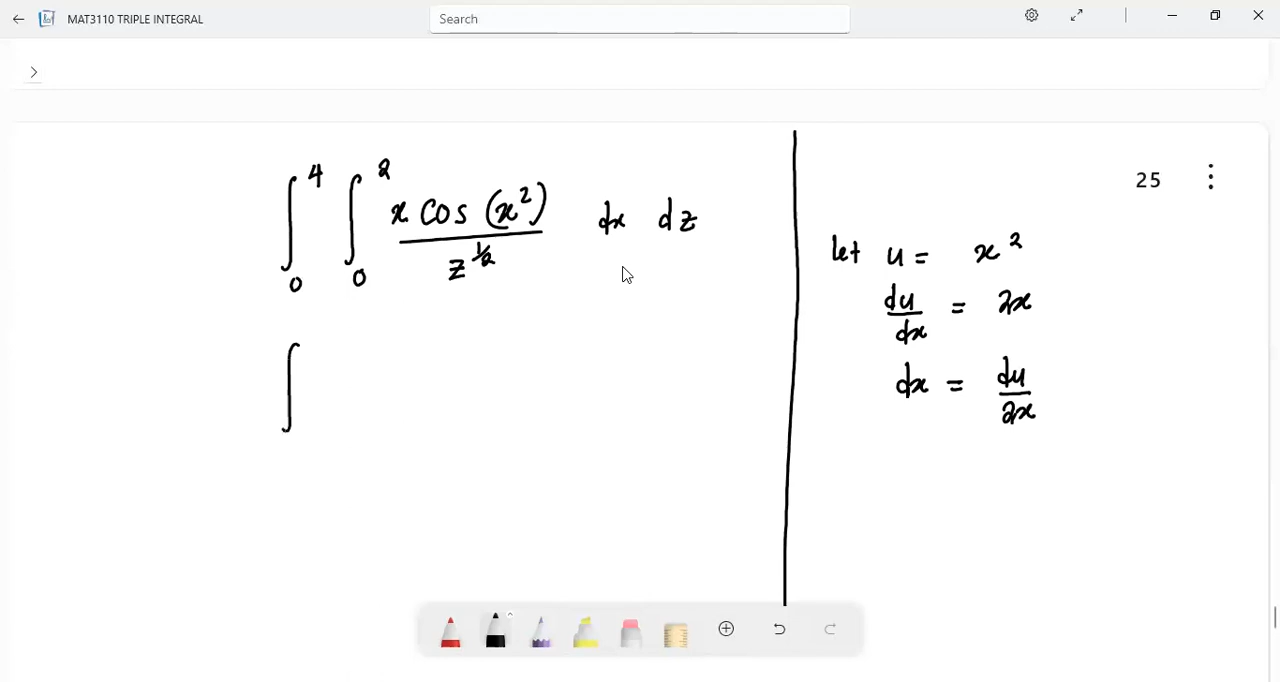 MAT3110 TRIPLE INTEGRAL
Search
25
∫₀⁴ ∫₀² x Cos (x²) / z^½ dx dz
∫
let u = x²
du/dx = 2x
dx = du/2x